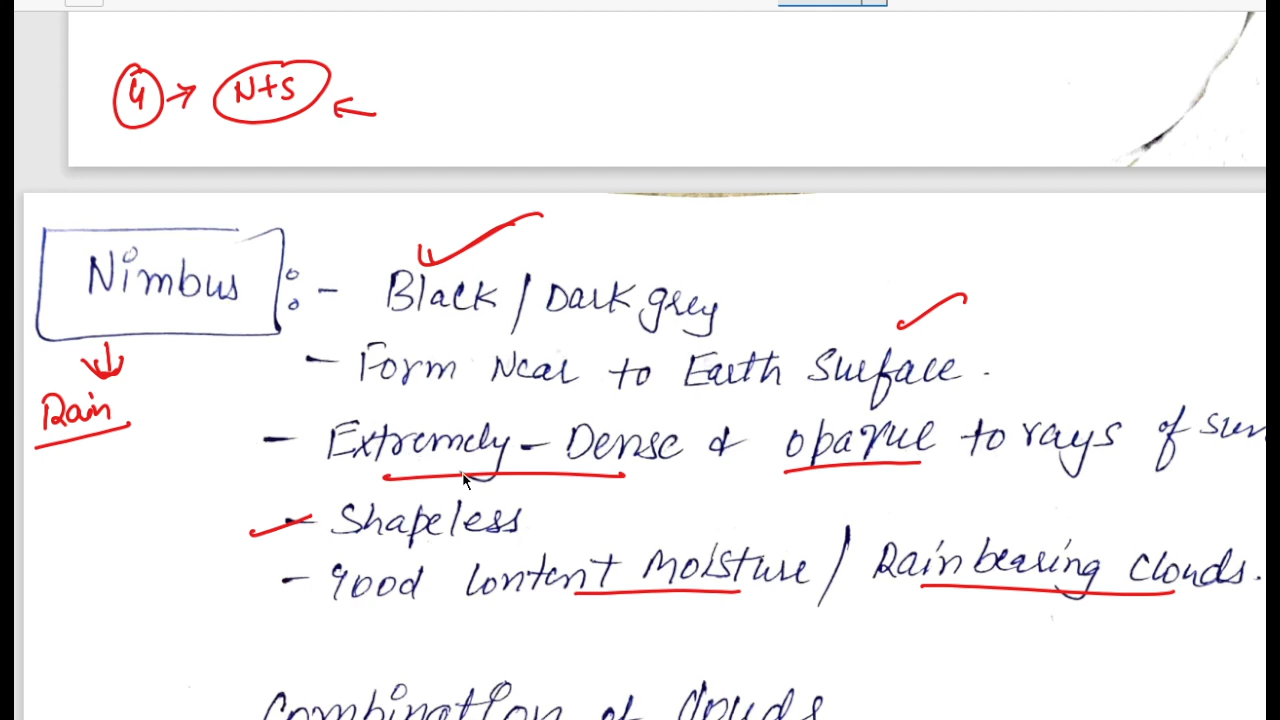 4 → N+S ←
Nimbus :- Black / Dark grey
- Form Near to Earth Surface.
Rain
- Extremely - Dense & opaque to rays of sun
- Shapeless
- Good Content Moisture / Rain bearing Clouds.
Combination of Clouds